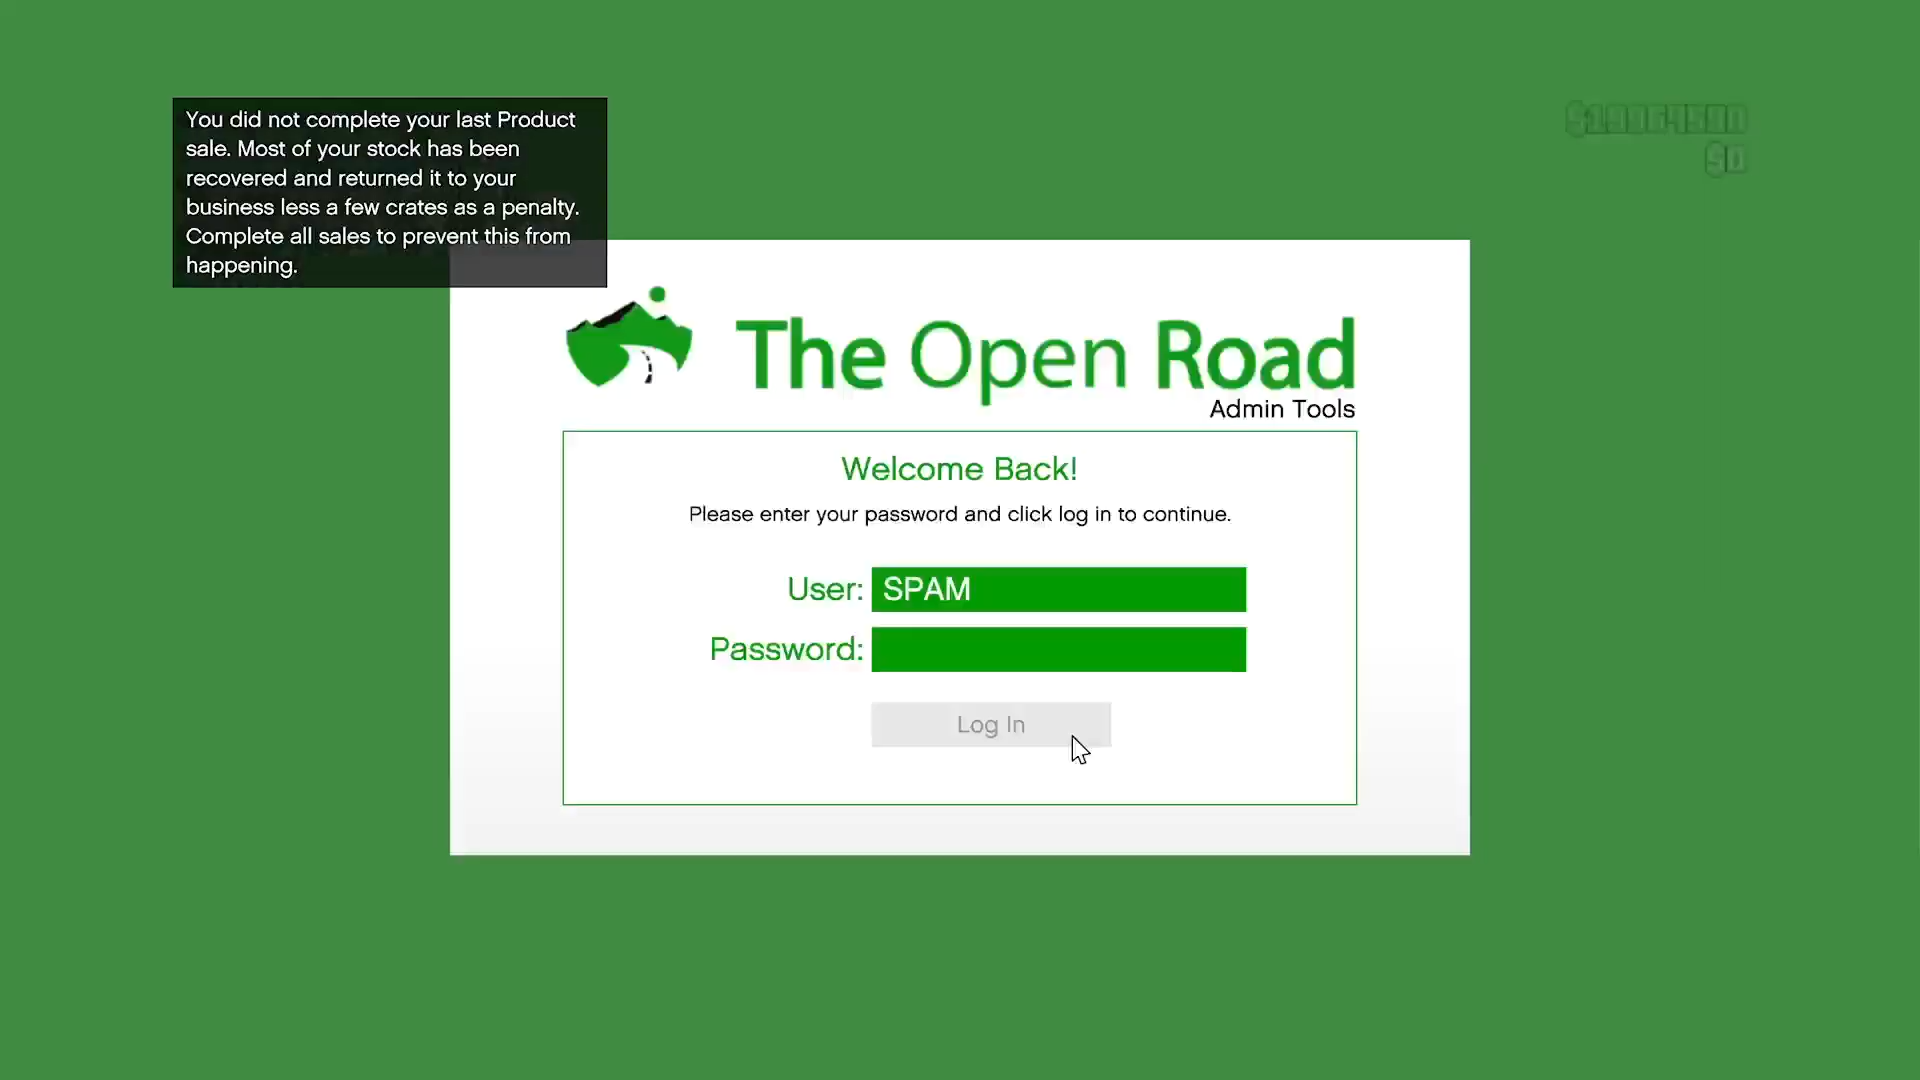 You did not complete your last Product
sale. Most of your stock has been
recovered and returned it to your
business less a few crates as a penalty.
Complete all sales to prevent this from
happening.
$0
The Open Road
Admin Tools
Welcome Back!
Please enter your password and click log in to continue.
User: SPAM
Password:
Log In